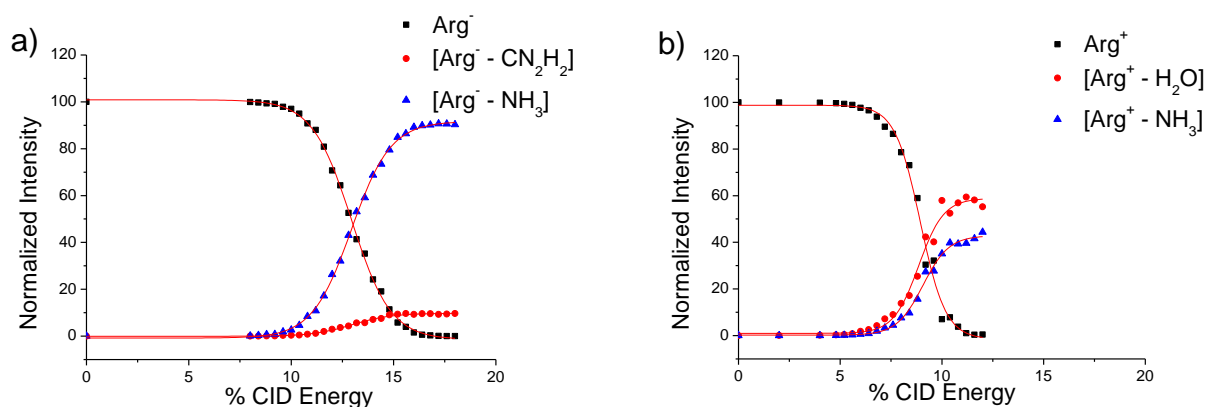 a)
Arg⁻
[Arg⁻ - CN₂H₂]
[Arg⁻ - NH₃]
120
100
80
60
40
20
0
Normalized Intensity
0 5 10 15 20
% CID Energy
b)
Arg⁺
[Arg⁺ - H₂O]
[Arg⁺ - NH₃]
120
100
80
60
40
20
0
Normalized Intensity
0 5 10 15 20
% CID Energy